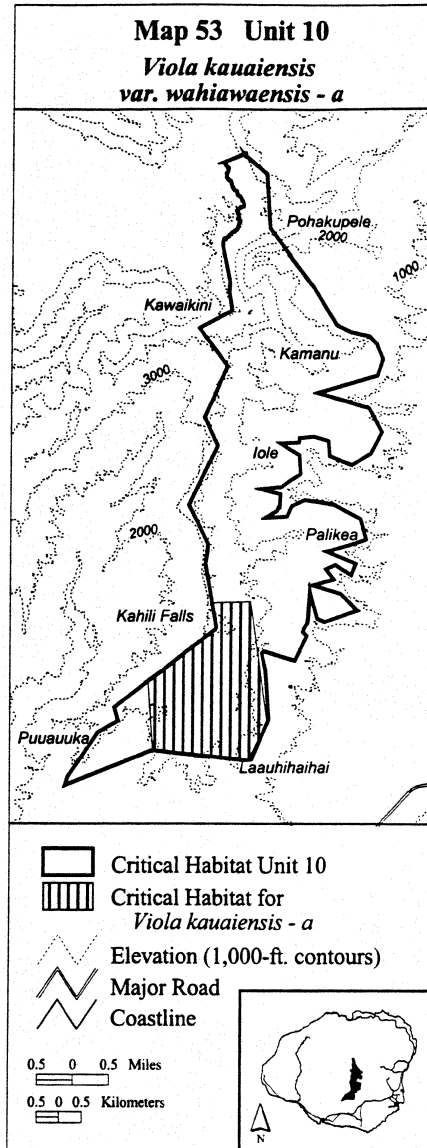 Map 53 Unit 10
Viola kauaiensis
var. wahiawaensis - a
Pohakupele
2000
1000
Kawaikini
Kamanu
3000
Iole
2000
Palikea
Kahili Falls
Puuauuka
Laauhihaihai
Critical Habitat Unit 10
Critical Habitat for
Viola kauaiensis - a
Elevation (1,000-ft. contours)
Major Road
Coastline
0.5 0 0.5 Miles
0.5 0 0.5 Kilometers
N